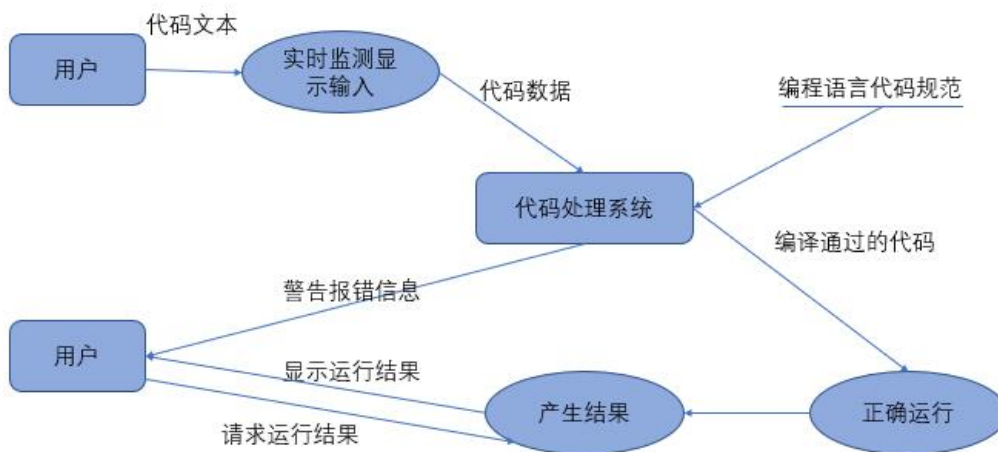 代码文本
用户
实时监测显
示输入
代码数据
编程语言代码规范
代码处理系统
编译通过的代码
警告报错信息
用户
显示运行结果
产生结果
正确运行
请求运行结果